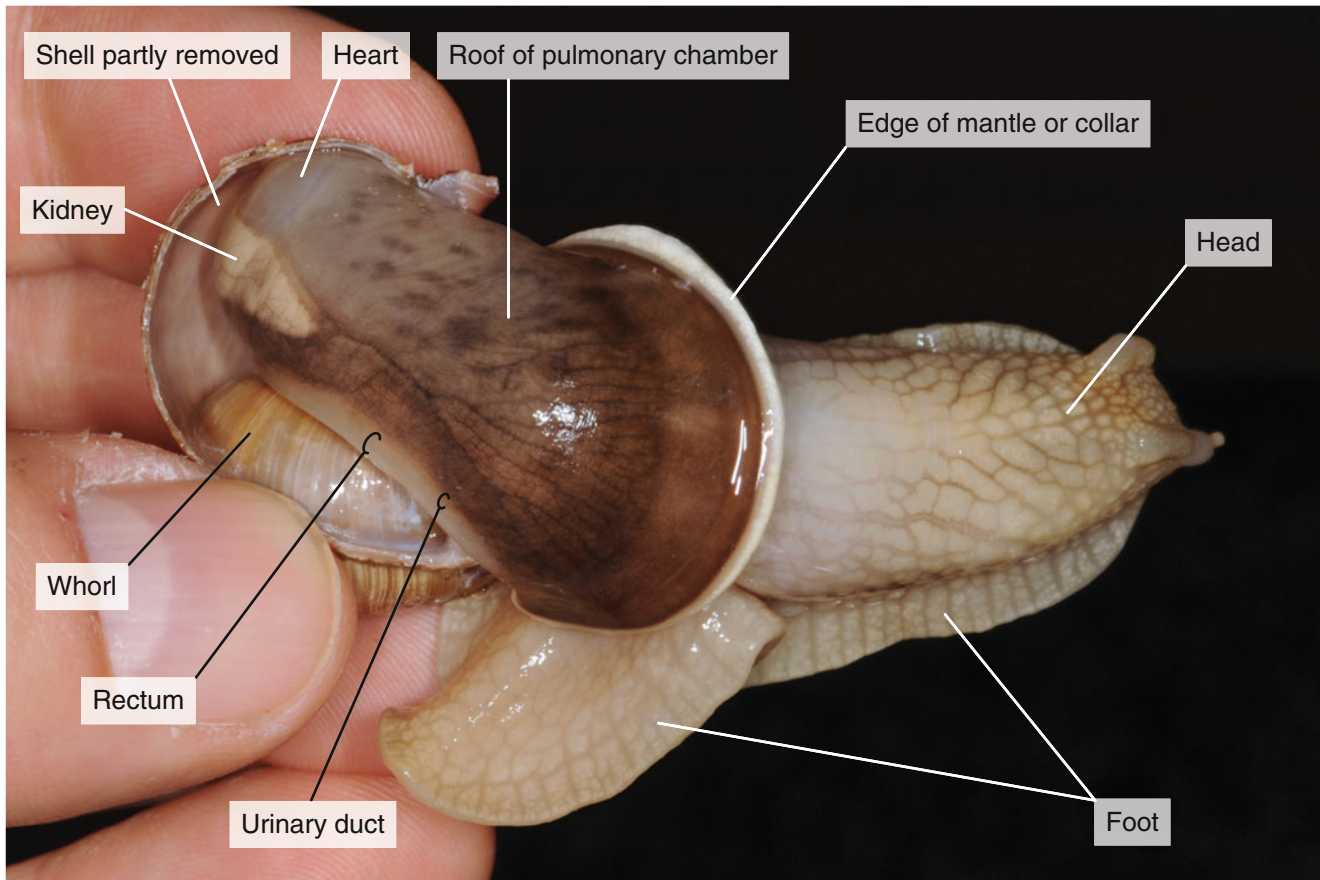 Shell partly removed
Heart
Roof of pulmonary chamber
Edge of mantle or collar
Kidney
Head
Whorl
Rectum
Urinary duct
Foot